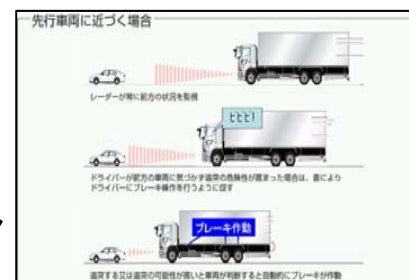 先行車両に近づく場合
レーダーが常に前方の状況を監視
ピピピ!
ドライバーが前方の車両に気づかず追突の危険性が高まった場合は、音により
ドライバーにブレーキ操作を行うように促す
ブレーキ作動
追突する又は追突の可能性が高いと車両が判断すると自動的にブレーキが作動